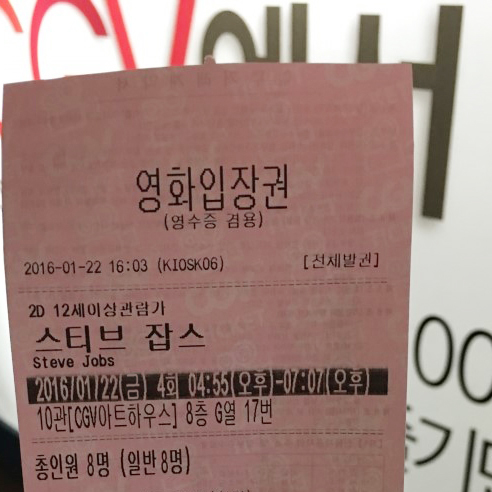 CGV
영화입장권
(영수증 겸용)
2016-01-22 16:03 (KIOSK06) [전체발권]
2D 12세이상관람가
스티브 잡스
Steve Jobs
2016/01/22(금) 4회 04:55(오후)-07:07(오후)
10관[CGV아트하우스] 8층 G열 17번
총인원 8명 (일반8명)